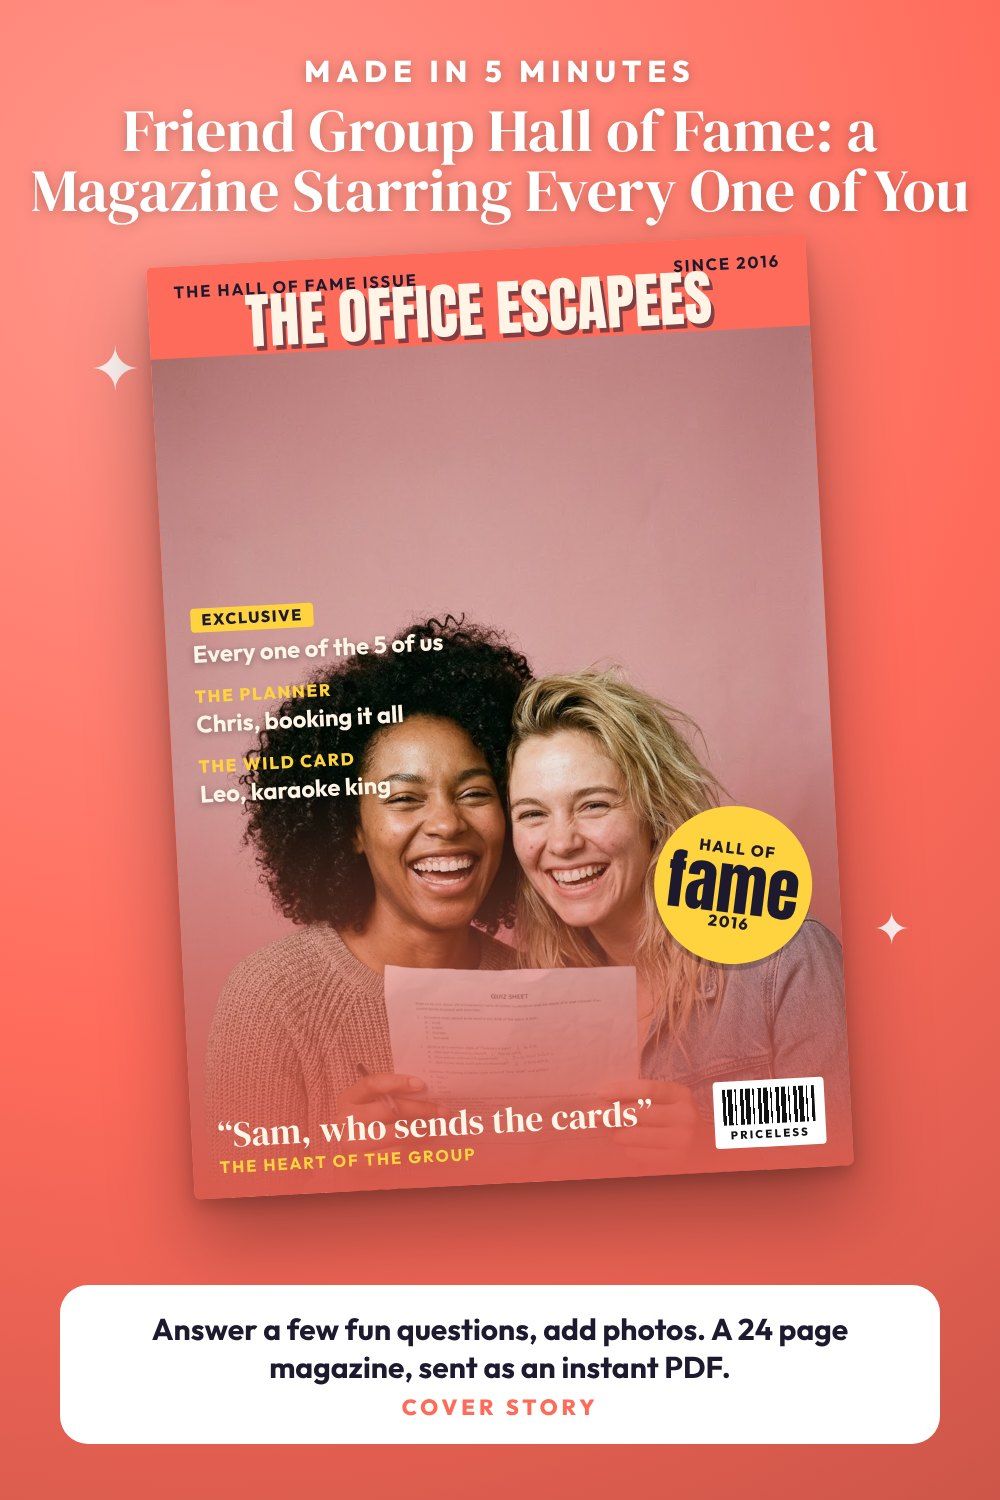 MADE IN 5 MINUTES
Friend Group Hall of Fame: a
Magazine Starring Every One of You
THE HALL OF FAME ISSUE
SINCE 2016
THE OFFICE ESCAPEES
EXCLUSIVE
Every one of the 5 of us
THE PLANNER
Chris, booking it all
THE WILD CARD
Leo, karaoke king
HALL OF
fame
2016
QUIZ SHEET
“Sam, who sends the cards”
THE HEART OF THE GROUP
PRICELESS
Answer a few fun questions, add photos. A 24 page
magazine, sent as an instant PDF.
COVER STORY